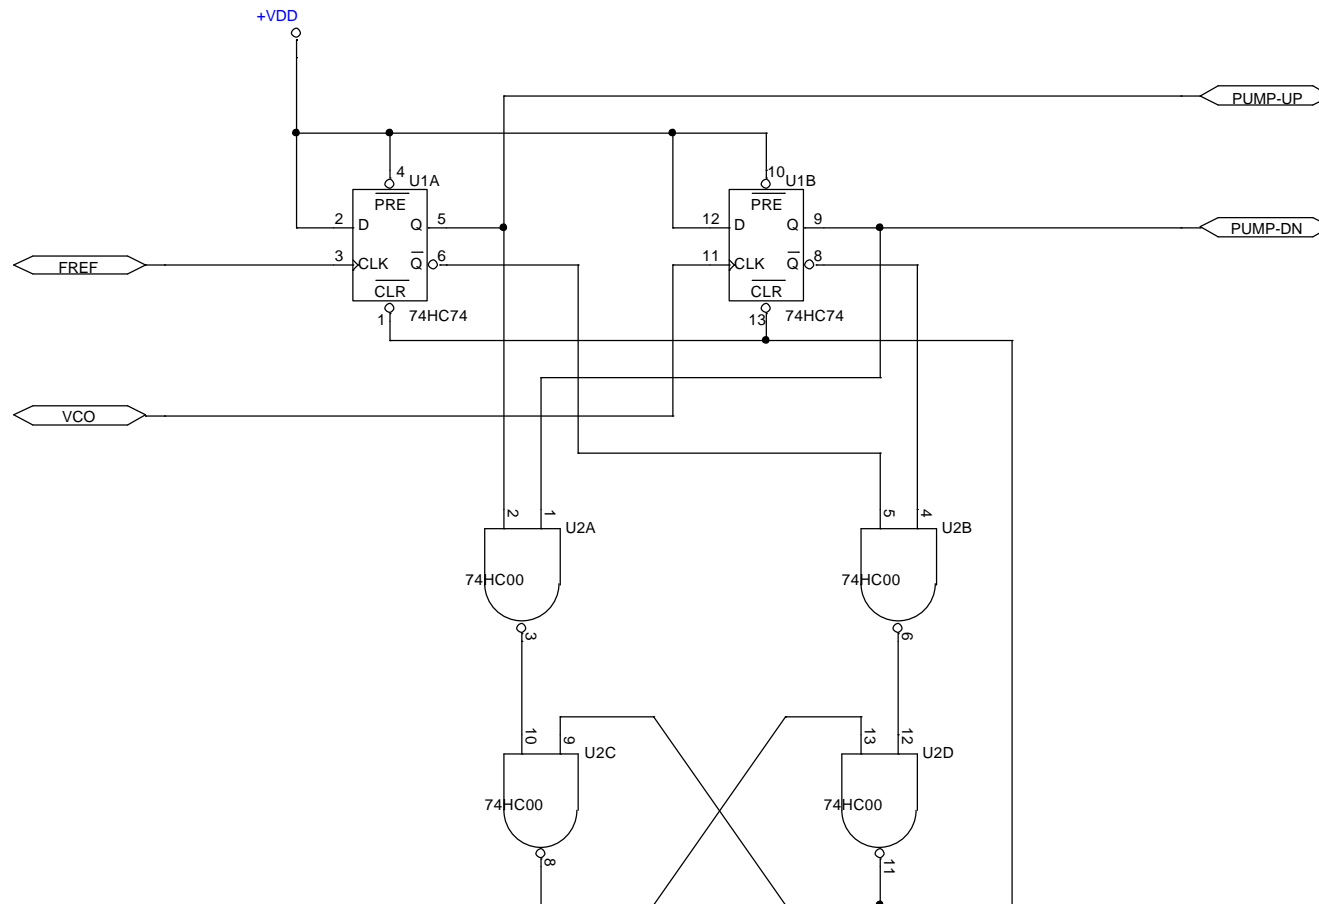 +VDD
PUMP-UP
4 U1A
PRE
2 D Q 5
3 CLK Q 6
CLR
1 74HC74
10 U1B
PRE
12 D Q 9
11 CLK Q 8
CLR
13 74HC74
PUMP-DN
FREF
VCO
2 1 U2A
74HC00
3
5 4 U2B
74HC00
6
10 9 U2C
74HC00
8
13 12 U2D
74HC00
11